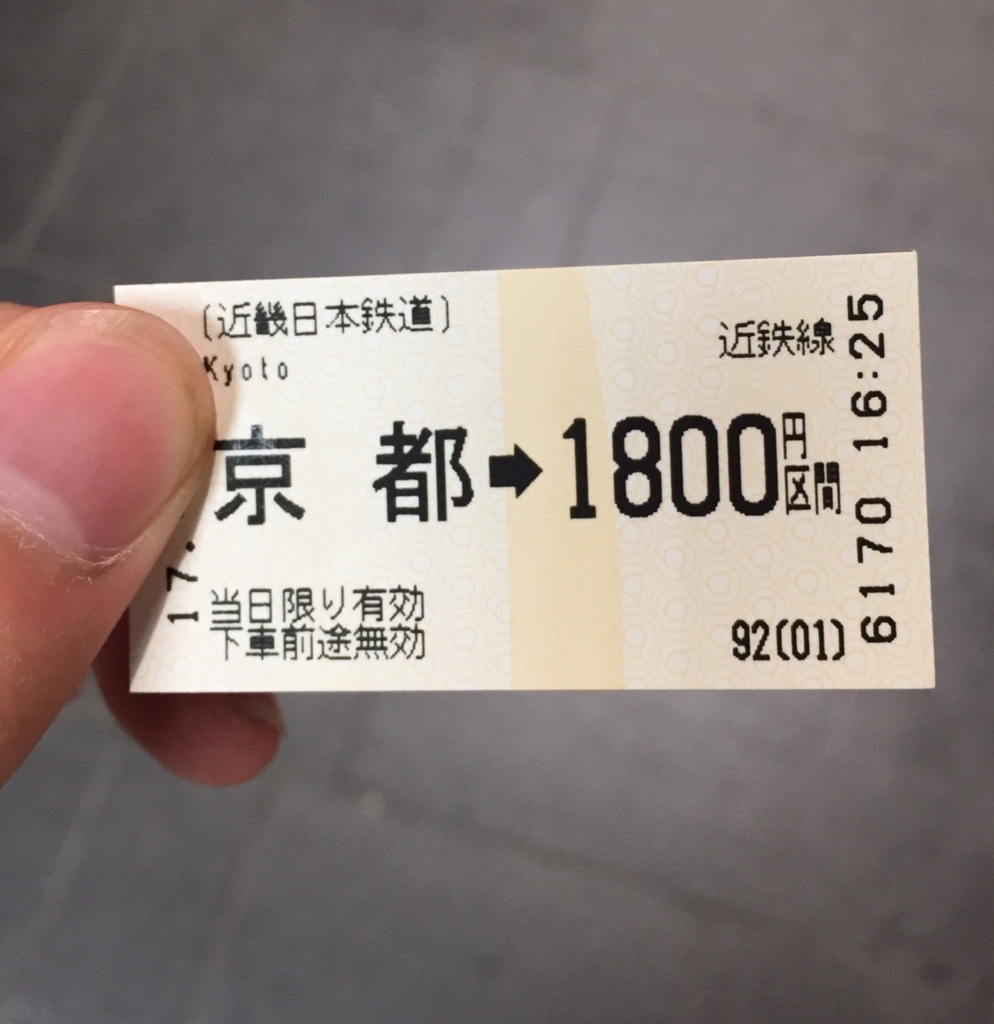 (近畿日本鉄道)
Kyoto
近鉄線
京都➡1800円区間
当日限り有効
下車前途無効
92(01)
17.
6170 16:25